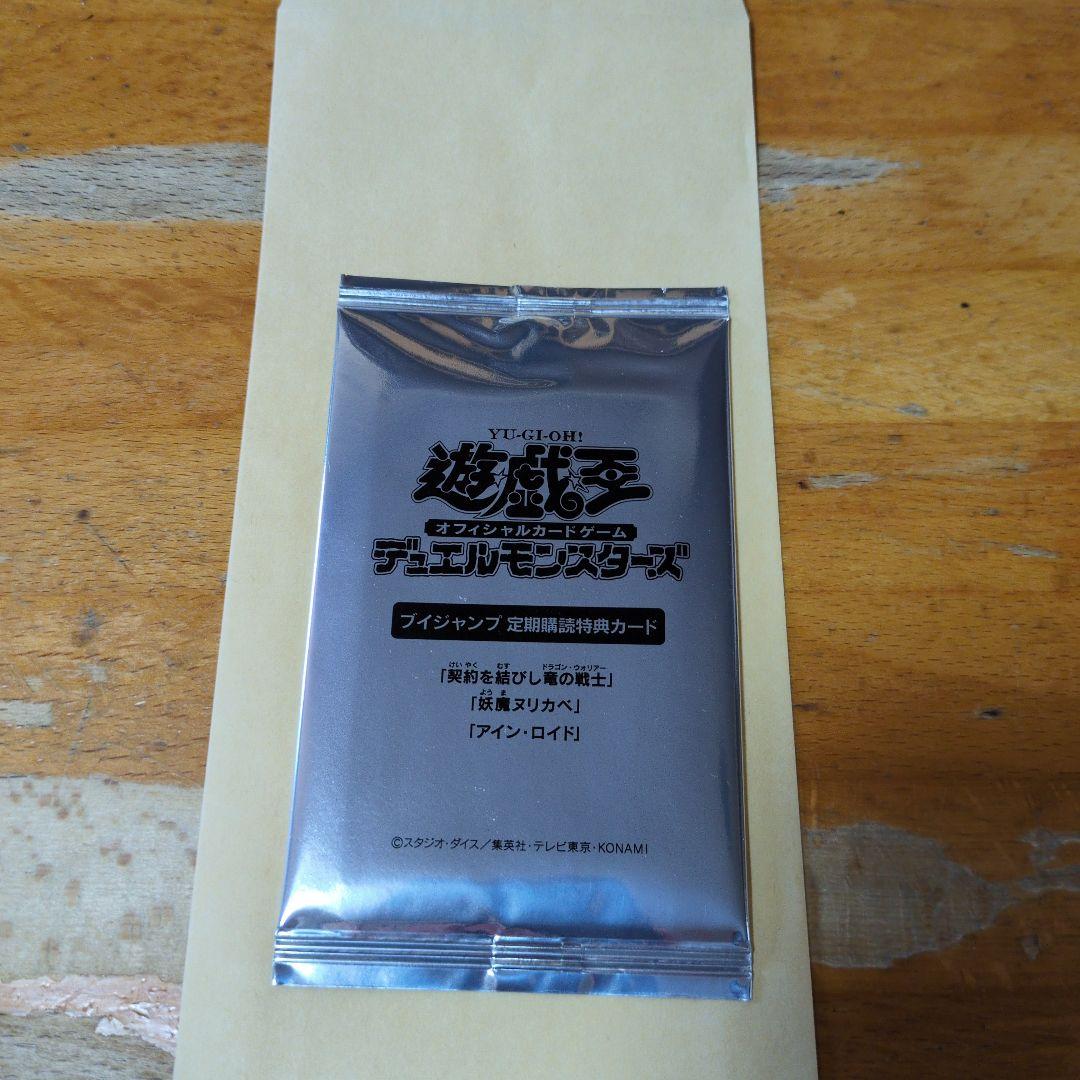 YU-GI-OH!
遊☆戯☆王
オフィシャルカードゲーム
デュエルモンスターズ
ブイジャンプ 定期購読特典カード
けいやく むす ドラゴン・ウォリアー
「契約を結びし竜の戦士」
ようま
「妖魔ヌリカベ」
「アイン・ロイド」
©スタジオ・ダイス／集英社・テレビ東京・KONAMI